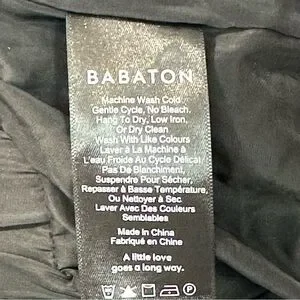 BABATON
Machine Wash Cold
Gentle Cycle, No Bleach,
Hang To Dry, Low Iron,
Or Dry Clean
Wash With Like Colours
Laver À La Machine À
L'eau Froide Au Cycle Délicat
Pas De Blanchiment,
Suspendre Pour Sécher,
Repasser à Basse Température,
Ou Nettoyer à Sec
Laver Avec Des Couleurs
Semblables
Made in China
Fabriqué en Chine
A little love
goes a long way.